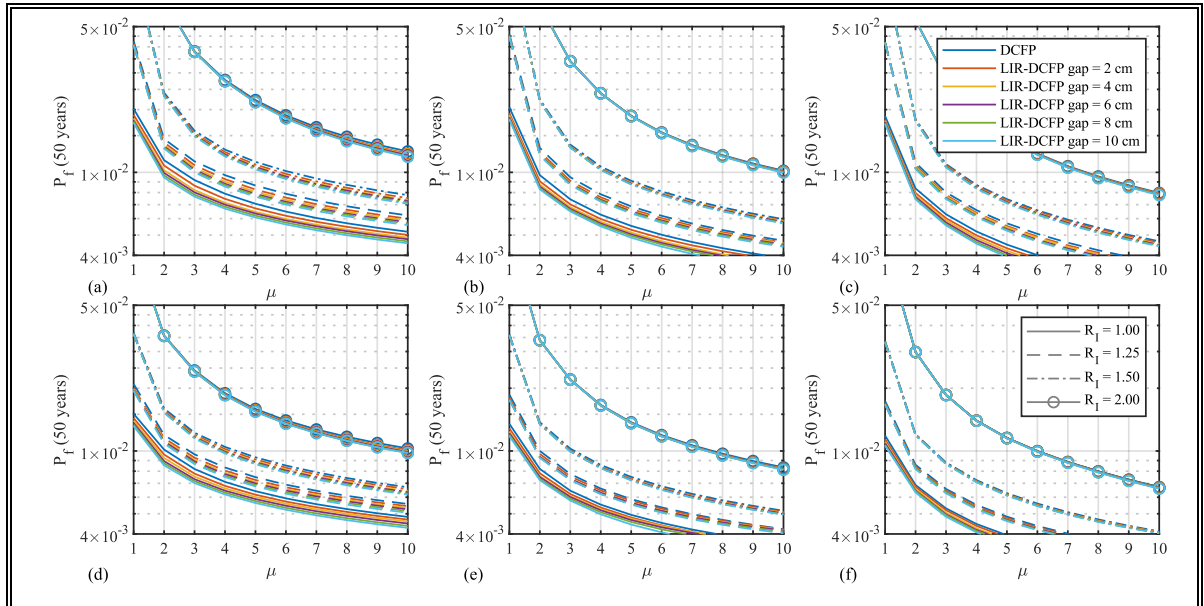 5×10⁻²
1×10⁻²
4×10⁻³
P_f (50 years)
1 2 3 4 5 6 7 8 9 10
μ
(a)
5×10⁻²
1×10⁻²
4×10⁻³
P_f (50 years)
1 2 3 4 5 6 7 8 9 10
μ
(b)
5×10⁻²
1×10⁻²
4×10⁻³
P_f (50 years)
1 2 3 4 5 6 7 8 9 10
μ
(c)
DCFP
LIR-DCFP gap = 2 cm
LIR-DCFP gap = 4 cm
LIR-DCFP gap = 6 cm
LIR-DCFP gap = 8 cm
LIR-DCFP gap = 10 cm
5×10⁻²
1×10⁻²
4×10⁻³
P_f (50 years)
1 2 3 4 5 6 7 8 9 10
μ
(d)
5×10⁻²
1×10⁻²
4×10⁻³
P_f (50 years)
1 2 3 4 5 6 7 8 9 10
μ
(e)
5×10⁻²
1×10⁻²
4×10⁻³
P_f (50 years)
1 2 3 4 5 6 7 8 9 10
μ
(f)
R_I = 1.00
R_I = 1.25
R_I = 1.50
R_I = 2.00